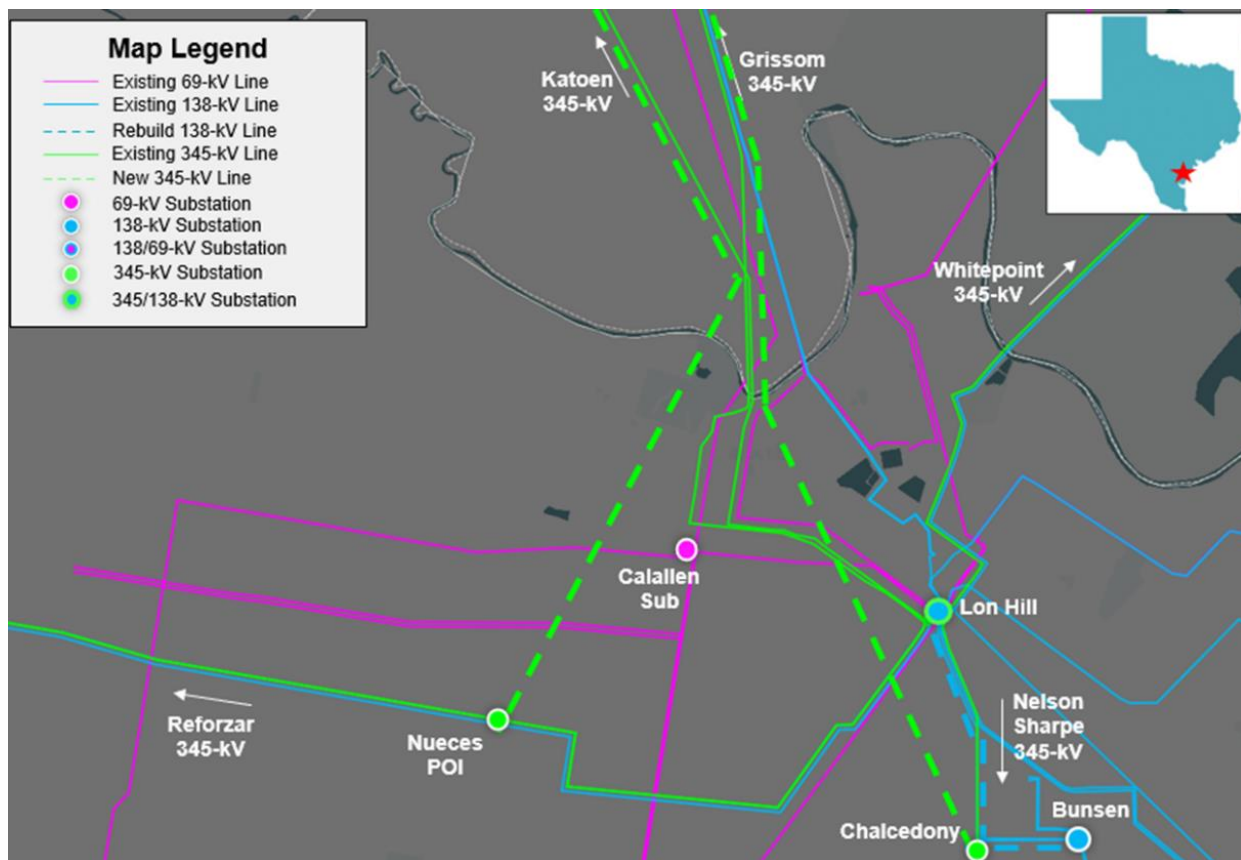 Map Legend
Existing 69-kV Line
Existing 138-kV Line
Rebuild 138-kV Line
Existing 345-kV Line
New 345-kV Line
69-kV Substation
138-kV Substation
138/69-kV Substation
345-kV Substation
345/138-kV Substation
Katoen
345-kV
Grissom
345-kV
Whitepoint
345-kV
Calallen
Sub
Lon Hill
Reforzar
345-kV
Nueces
POI
Nelson
Sharpe
345-kV
Chalcedony
Bunsen